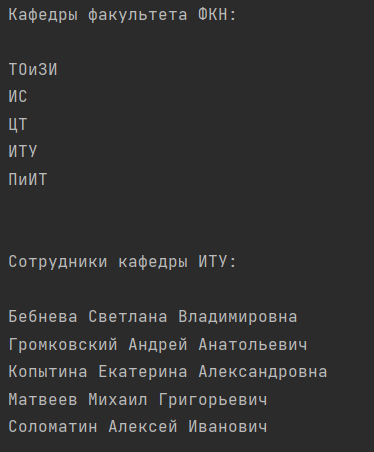 Кафедры факультета ФКН:
ТОиЗИ
ИС
ЦТ
ИТУ
ПиИТ
Сотрудники кафедры ИТУ:
Бебнева Светлана Владимировна
Громковский Андрей Анатольевич
Копытина Екатерина Александровна
Матвеев Михаил Григорьевич
Соломатин Алексей Иванович